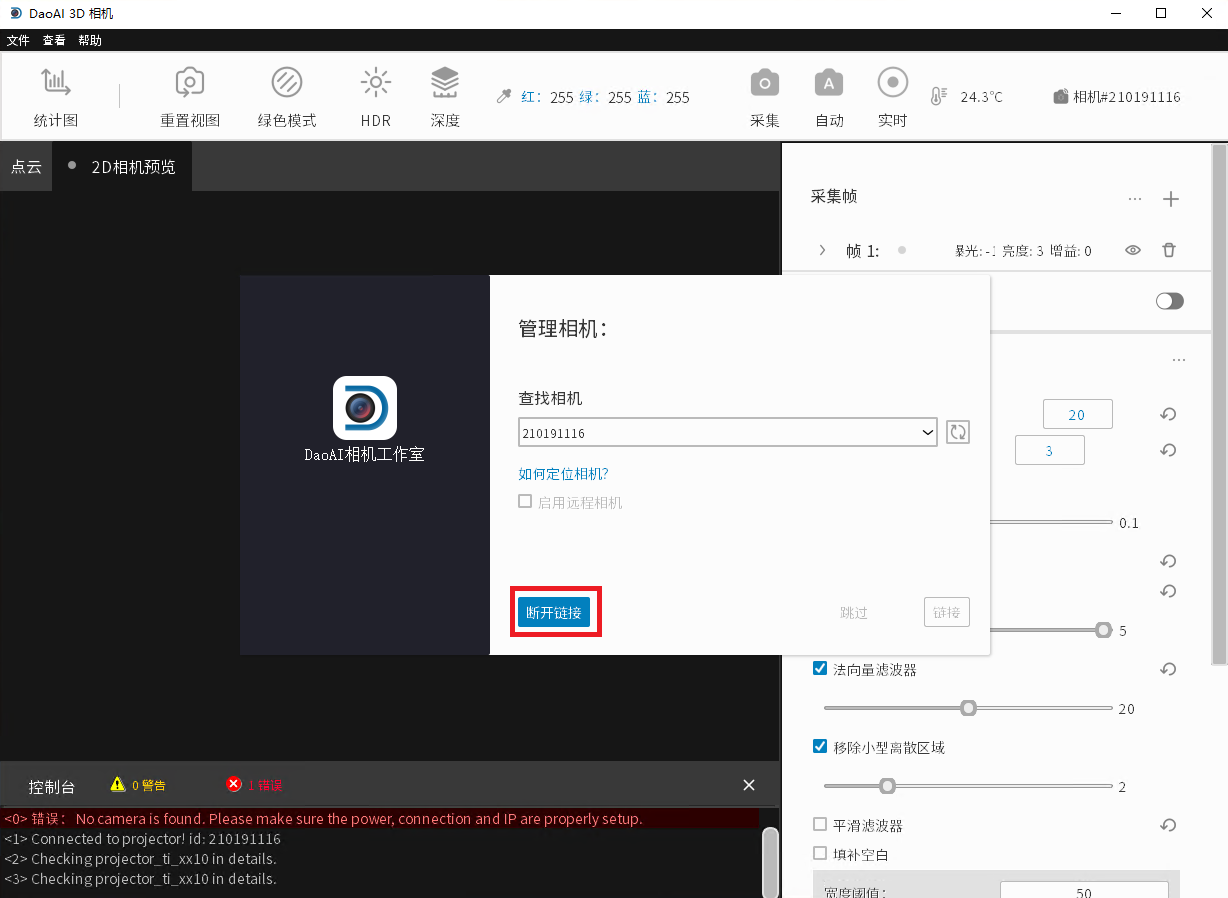 DaoAI 3D 相机
文件 查看 帮助
统计图 重置视图 绿色模式 HDR 深度 红: 255 绿: 255 蓝: 255 采集 自动 实时 24.3℃ 相机#210191116
点云 2D相机预览
采集帧 ...
帧 1: 曝光: -1 亮度: 3 增益: 0
管理相机:
查找相机
210191116
如何定位相机?
启用远程相机
断开链接 跳过 链接
DaoAI相机工作室
...
20
3
0.1
5
法向量滤波器
20
移除小型离散区域
2
平滑滤波器
填补空白
宽度阈值: 50
控制台 0 警告 1 错误
<0> 错误: No camera is found. Please make sure the power, connection and IP are properly setup.
<1> Connected to projector! id: 210191116
<2> Checking projector_ti_xx10 in details.
<3> Checking projector_ti_xx10 in details.